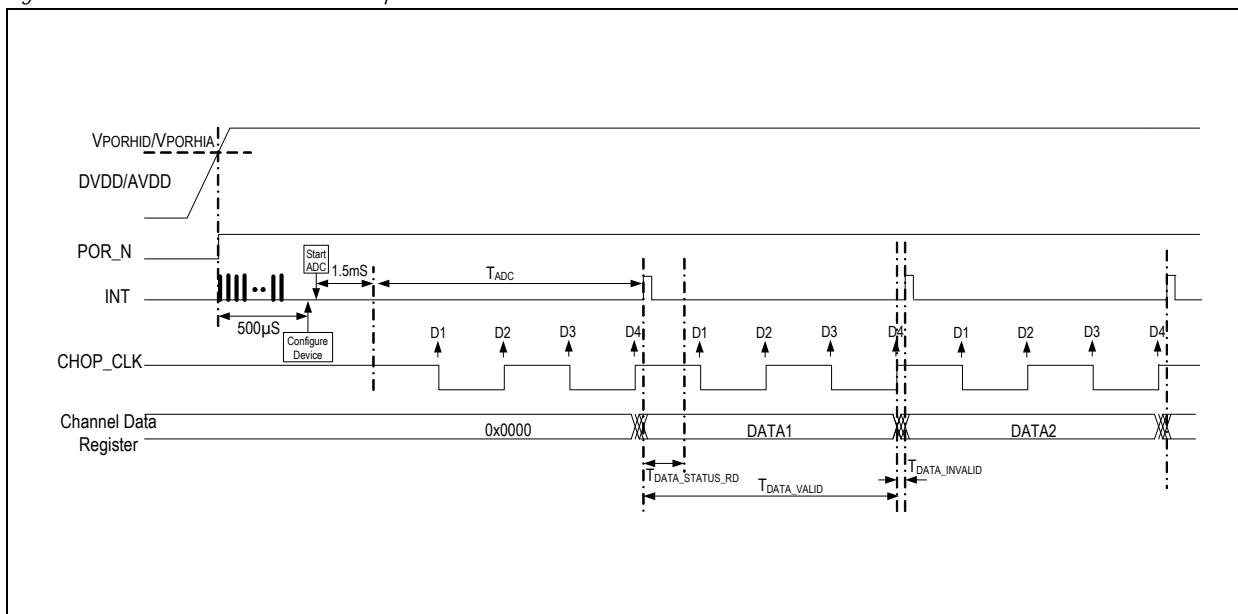 VPORHID/VPORHIA
DVDD/AVDD
POR_N
Start
ADC
1.5mS
TADC
INT
500µS
Configure
Device
D1 D2 D3 D4 D1 D2 D3 D4 D1 D2 D3 D4
CHOP_CLK
Channel Data
Register
0x0000 DATA1 DATA2
TDATA_STATUS_RD
TDATA_VALID
TDATA_INVALID